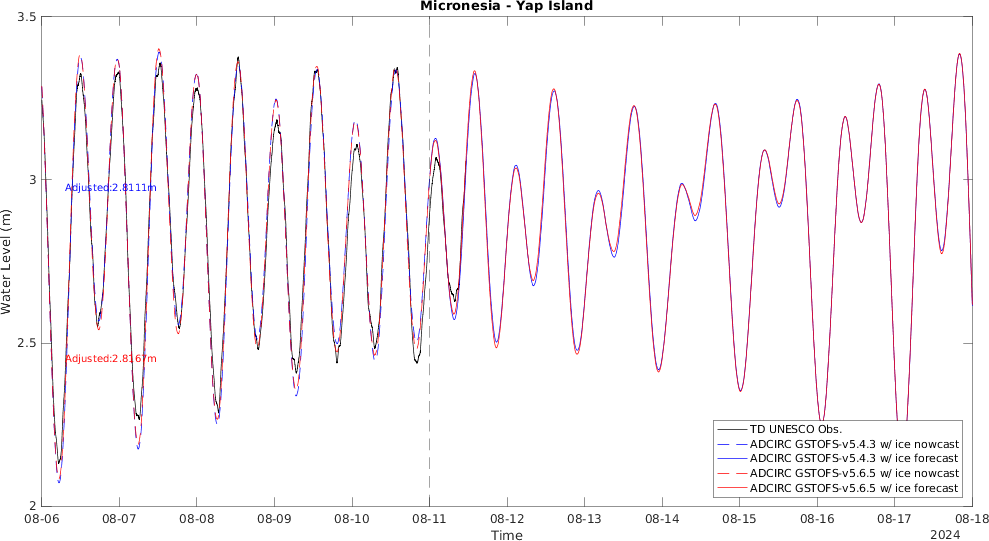 Micronesia - Yap Island
3.5
3
2.5
2
Water Level (m)
Adjusted:2.8111m
Adjusted:2.8167m
TD UNESCO Obs.
ADCIRC GSTOFS-v5.4.3 w/ ice nowcast
ADCIRC GSTOFS-v5.4.3 w/ ice forecast
ADCIRC GSTOFS-v5.6.5 w/ ice nowcast
ADCIRC GSTOFS-v5.6.5 w/ ice forecast
08-06 08-07 08-08 08-09 08-10 08-11 08-12 08-13 08-14 08-15 08-16 08-17 08-18
Time
2024